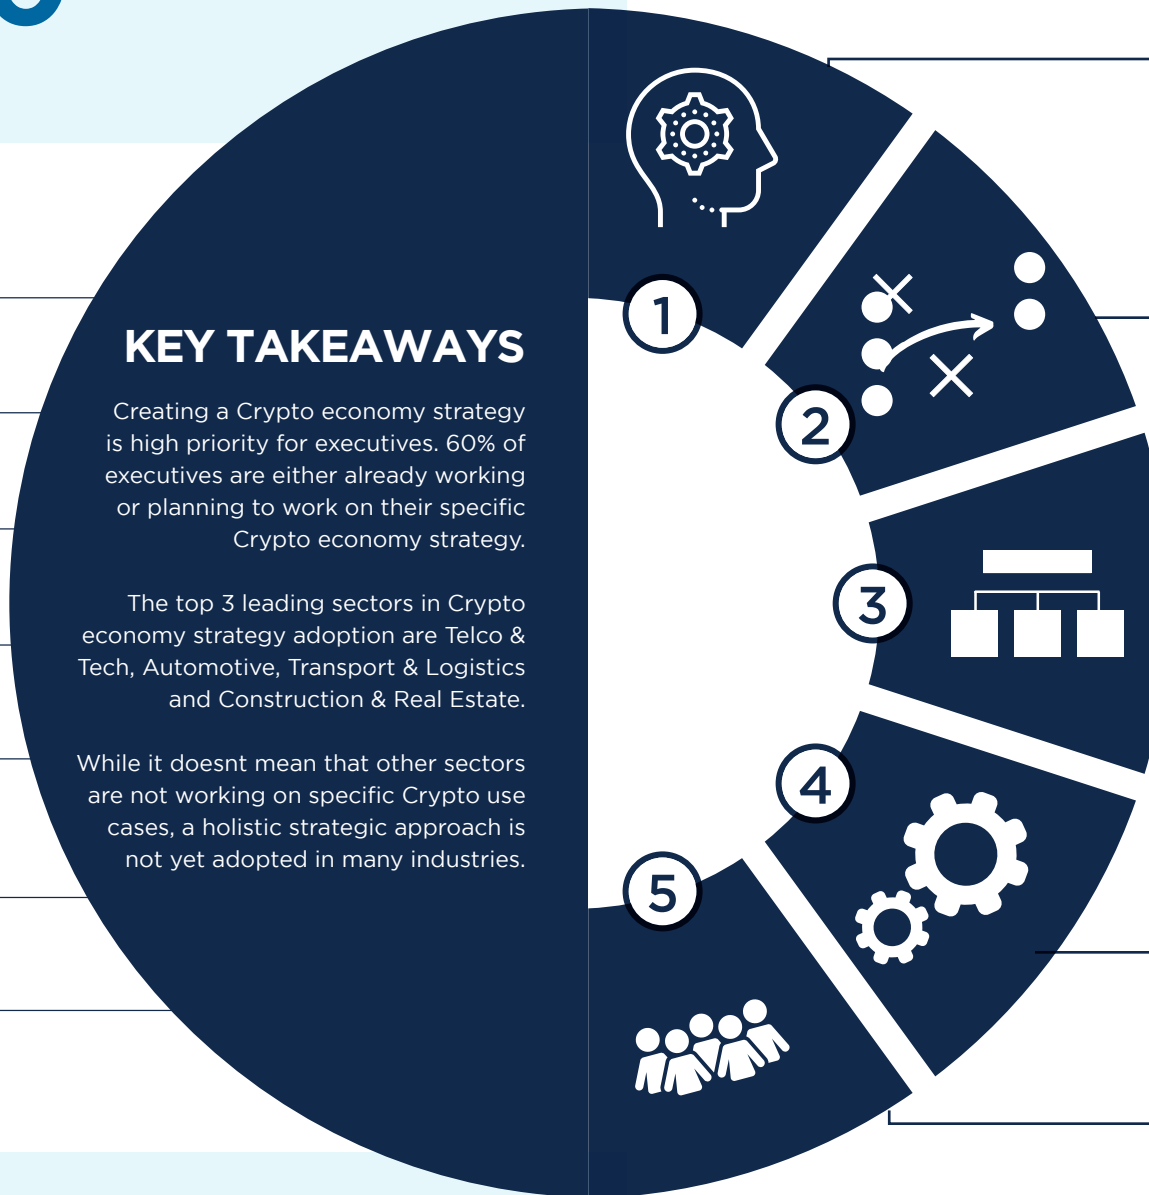 KEY TAKEAWAYS
Creating a Crypto economy strategy
is high priority for executives. 60% of
executives are either already working
or planning to work on their specific
Crypto economy strategy.
The top 3 leading sectors in Crypto
economy strategy adoption are Telco &
Tech, Automotive, Transport & Logistics
and Construction & Real Estate.
While it doesnt mean that other sectors
are not working on specific Crypto use
cases, a holistic strategic approach is
not yet adopted in many industries.
1
2
3
4
5